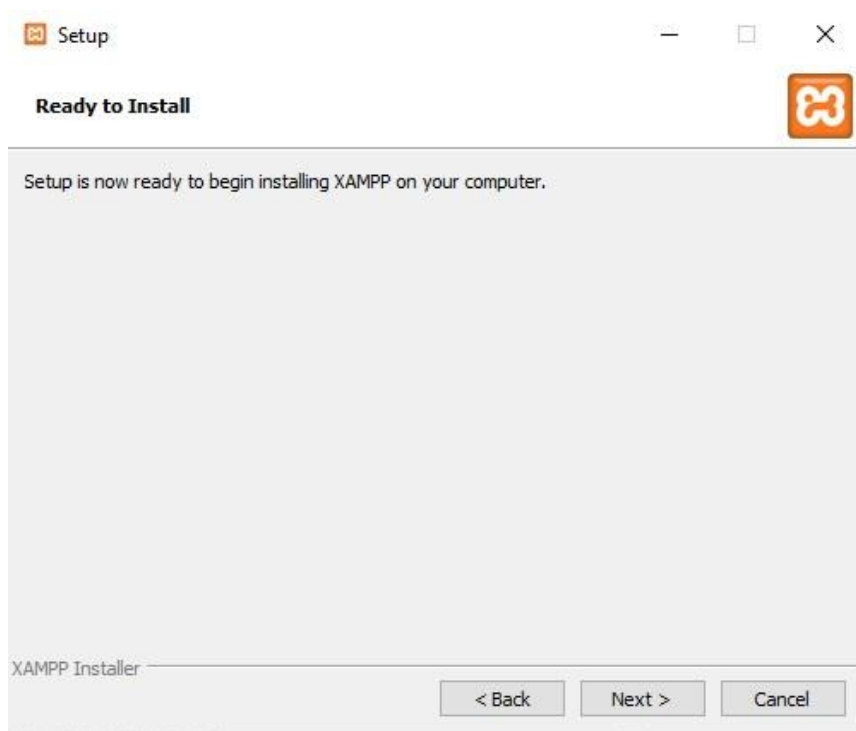 Setup
Ready to Install
Setup is now ready to begin installing XAMPP on your computer.
XAMPP Installer
< Back Next > Cancel